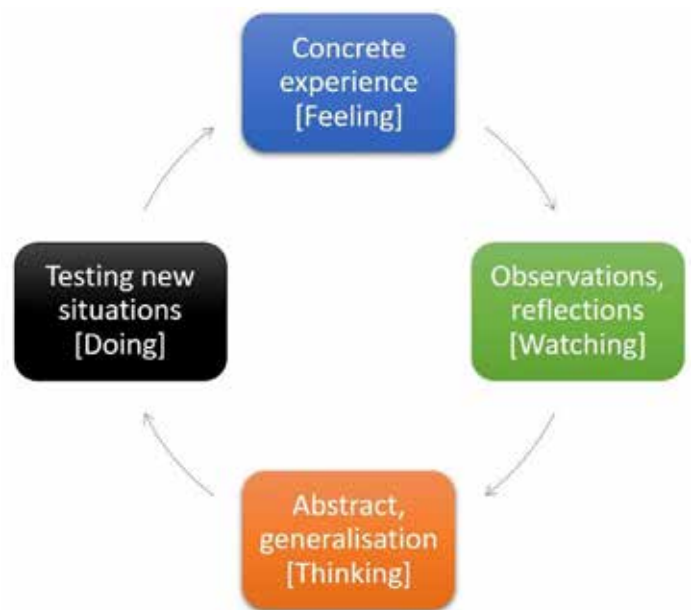 Concrete
experience
[Feeling]
Observations,
reflections
[Watching]
Abstract,
generalisation
[Thinking]
Testing new
situations
[Doing]